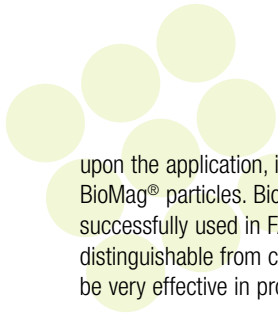 upon the application, i
BioMag® particles. Bio
successfully used in F
distinguishable from c
be very effective in pro